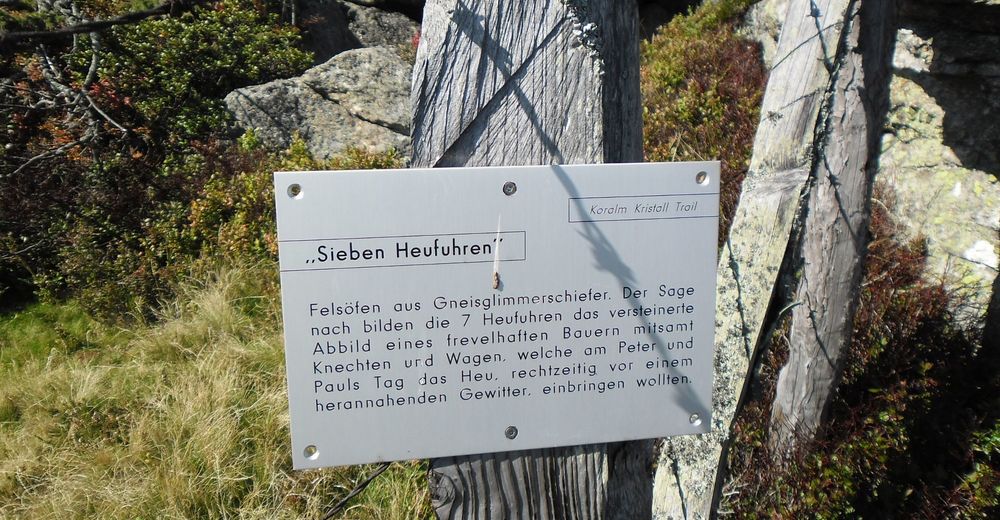 Koralm Kristall Trail
„Sieben Heufuhren"
Felsöfen aus Gneisglimmerschiefer. Der Sage
nach bilden die 7 Heufuhren das versteinerte
Abbild eines frevelhaften Bauern mitsamt
Knechten und Wagen, welche am Peter und
Pauls Tag das Heu, rechtzeitig vor einem
herannahenden Gewitter, einbringen wollten.